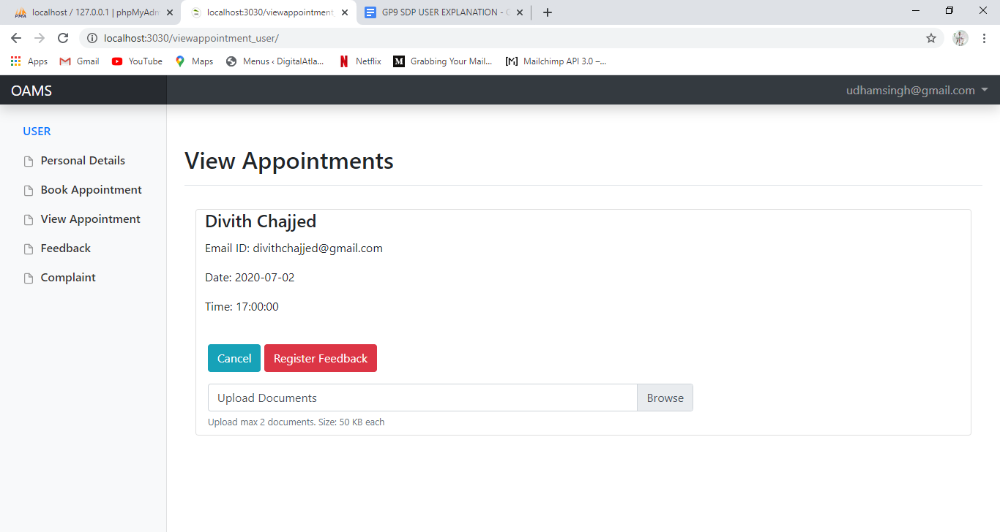 localhost / 127.0.0.1 | phpMyAdm
localhost:3030/viewappointment_
GP9 SDP USER EXPLANATION - G
localhost:3030/viewappointment_user/
Apps
Gmail
YouTube
Maps
Menus ‹ DigitalAtla...
Netflix
Grabbing Your Mail...
Mailchimp API 3.0 –...
OAMS
udhamsingh@gmail.com
USER
Personal Details
Book Appointment
View Appointment
Feedback
Complaint
View Appointments
Divith Chajjed
Email ID: divithchajjed@gmail.com
Date: 2020-07-02
Time: 17:00:00
Cancel Register Feedback
Upload Documents Browse
Upload max 2 documents. Size: 50 KB each